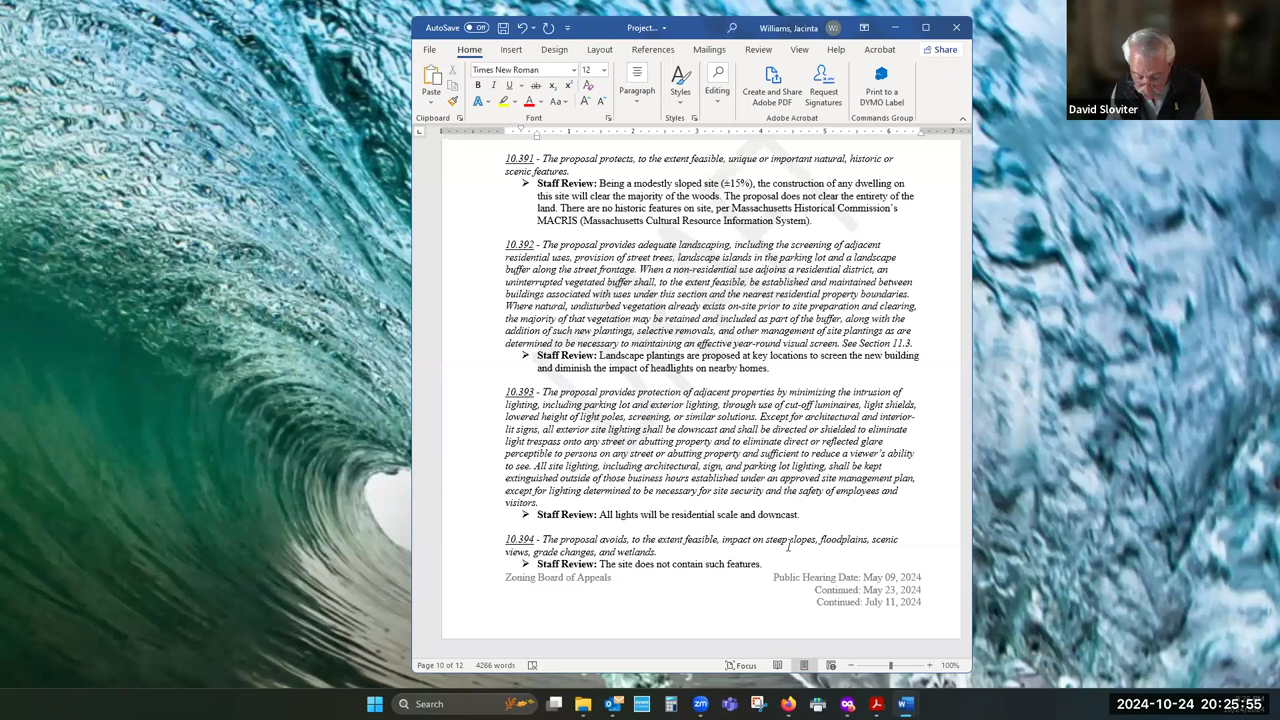 AutoSave Off Project... Williams, Jacinta WJ
File Home Insert Design Layout References Mailings Review View Help Acrobat Share
Times New Roman 12
Paste Paragraph Styles Editing Create and Share Adobe PDF Request Signatures Print to a DYMO Label
Clipboard Font Styles Adobe Acrobat Commands Group
David Sloviter
10.391 - The proposal protects, to the extent feasible, unique or important natural, historic or
scenic features.
➢ Staff Review: Being a modestly sloped site (±15%), the construction of any dwelling on
this site will clear the majority of the woods. The proposal does not clear the entirety of the
land. There are no historic features on site, per Massachusetts Historical Commission's
MACRIS (Massachusetts Cultural Resource Information System).
10.392 - The proposal provides adequate landscaping, including the screening of adjacent
residential uses, provision of street trees, landscape islands in the parking lot and a landscape
buffer along the street frontage. When a non-residential use adjoins a residential district, an
uninterrupted vegetated buffer shall, to the extent feasible, be established and maintained between
buildings associated with uses under this section and the nearest residential property boundaries.
Where natural, undisturbed vegetation already exists on-site prior to site preparation and clearing,
the majority of that vegetation may be retained and included as part of the buffer, along with the
addition of such new plantings, selective removals, and other management of site plantings as are
determined to be necessary to maintaining an effective year-round visual screen. See Section 11.3.
➢ Staff Review: Landscape plantings are proposed at key locations to screen the new building
and diminish the impact of headlights on nearby homes.
10.393 - The proposal provides protection of adjacent properties by minimizing the intrusion of
lighting, including parking lot and exterior lighting, through use of cut-off luminaires, light shields,
lowered height of light poles, screening, or similar solutions. Except for architectural and interior-
lit signs, all exterior site lighting shall be downcast and shall be directed or shielded to eliminate
light trespass onto any street or abutting property and to eliminate direct or reflected glare
perceptible to persons on any street or abutting property and sufficient to reduce a viewer's ability
to see. All site lighting, including architectural, sign, and parking lot lighting, shall be kept
extinguished outside of those business hours established under an approved site management plan,
except for lighting determined to be necessary for site security and the safety of employees and
visitors.
➢ Staff Review: All lights will be residential scale and downcast.
10.394 - The proposal avoids, to the extent feasible, impact on steep slopes, floodplains, scenic
views, grade changes, and wetlands.
➢ Staff Review: The site does not contain such features.
Zoning Board of Appeals Public Hearing Date: May 09, 2024
Continued: May 23, 2024
Continued: July 11, 2024
Page 10 of 12 4266 words Focus 100%
Search
2024-10-24 20:25:55